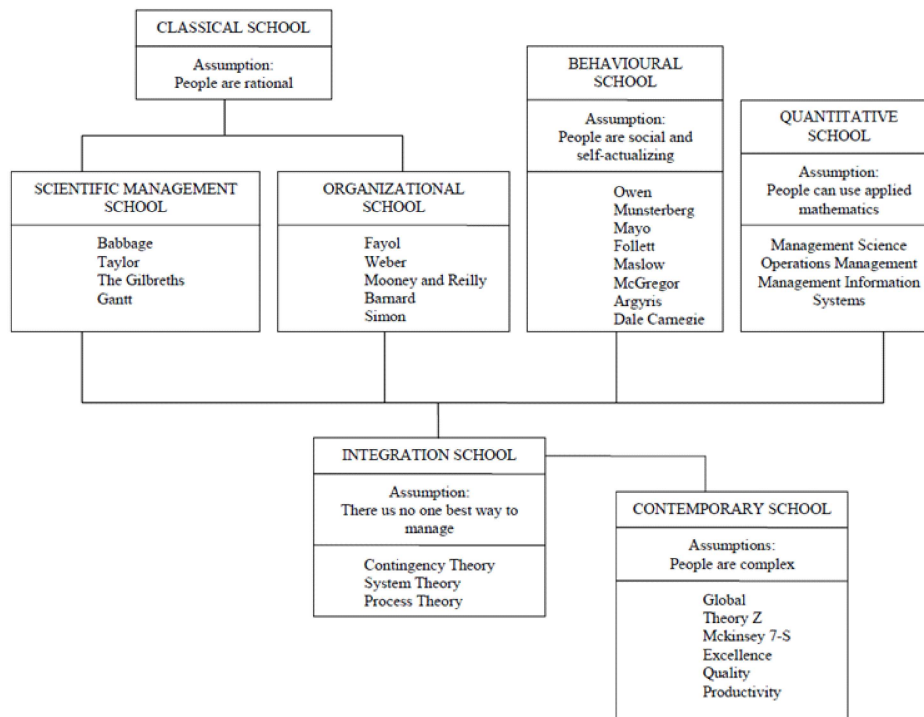 CLASSICAL SCHOOL
Assumption:
People are rational
BEHAVIOURAL
SCHOOL
Assumption:
People are social and
self-actualizing
Owen
Munsterberg
Mayo
Follett
Maslow
McGregor
Argyris
Dale Carnegie
QUANTITATIVE
SCHOOL
Assumption:
People can use applied
mathematics
Management Science
Operations Management
Management Information
Systems
SCIENTIFIC MANAGEMENT
SCHOOL
Babbage
Taylor
The Gilbreths
Gantt
ORGANIZATIONAL
SCHOOL
Fayol
Weber
Mooney and Reilly
Barnard
Simon
INTEGRATION SCHOOL
Assumption:
There us no one best way to
manage
Contingency Theory
System Theory
Process Theory
CONTEMPORARY SCHOOL
Assumptions:
People are complex
Global
Theory Z
Mckinsey 7-S
Excellence
Quality
Productivity